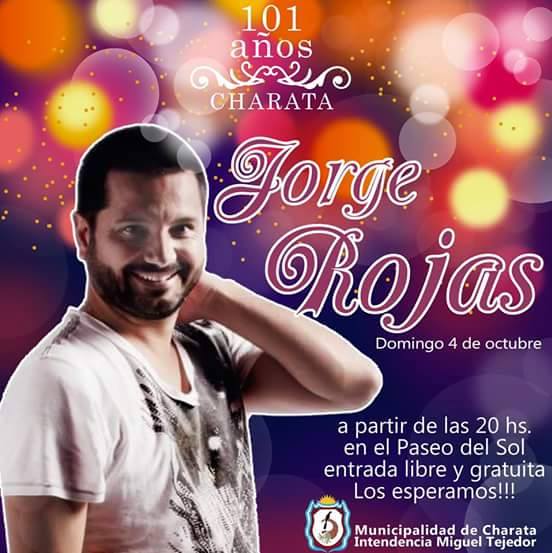 101
años
CHARATA
Jorge
Rojas
Domingo 4 de octubre
a partir de las 20 hs.
en el Paseo del Sol
entrada libre y gratuita
Los esperamos!!!
Municipalidad de Charata
Intendencia Miguel Tejedor